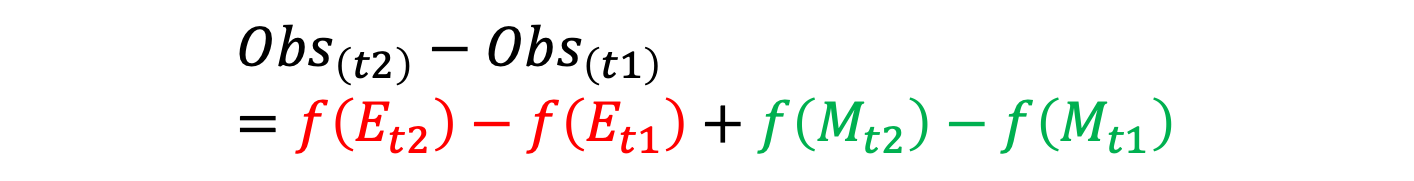 Obs(t2) − Obs(t1)
= f(Et2) − f(Et1) + f(Mt2) − f(Mt1)